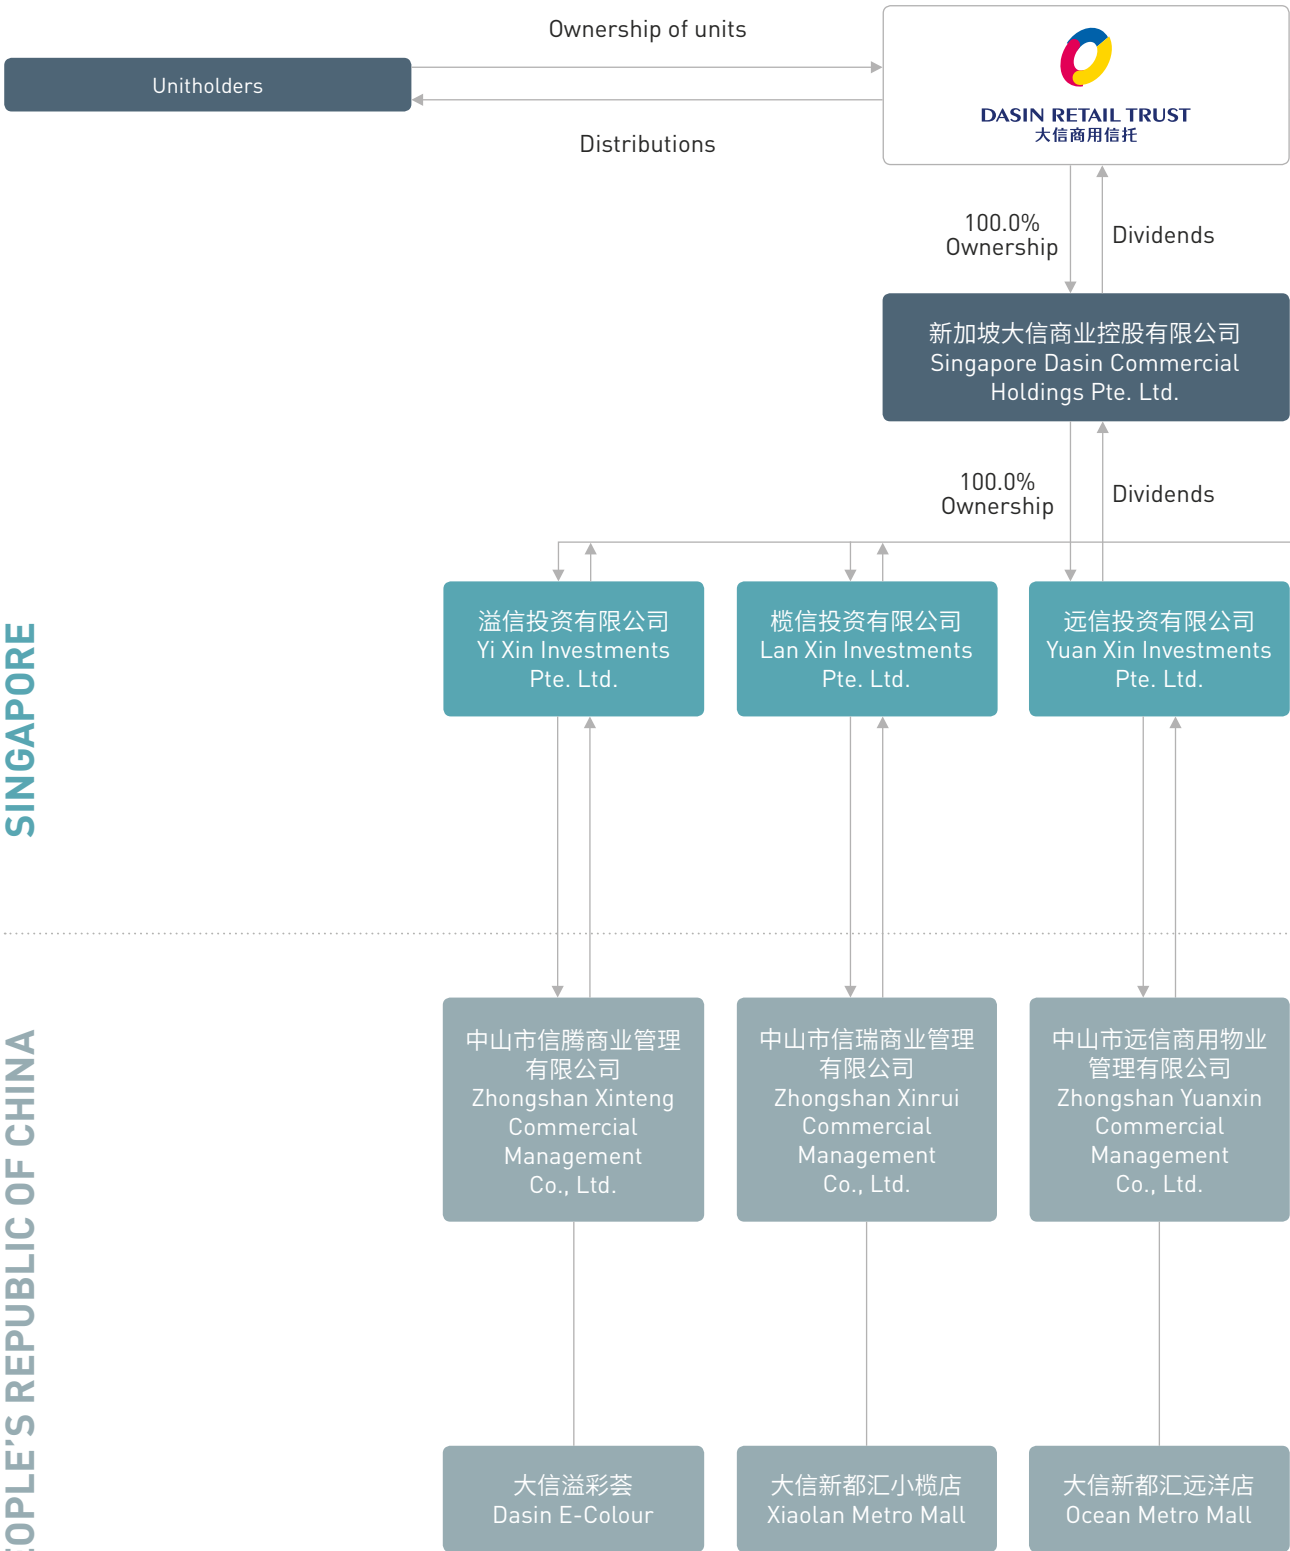 Ownership of units
Unitholders
Distributions
DASIN RETAIL TRUST
大信商用信托
100.0%
Ownership
Dividends
新加坡大信商业控股有限公司
Singapore Dasin Commercial
Holdings Pte. Ltd.
100.0%
Ownership
Dividends
SINGAPORE
溢信投资有限公司
Yi Xin Investments
Pte. Ltd.
榄信投资有限公司
Lan Xin Investments
Pte. Ltd.
远信投资有限公司
Yuan Xin Investments
Pte. Ltd.
OPLE'S REPUBLIC OF CHINA
中山市信腾商业管理
有限公司
Zhongshan Xinteng
Commercial
Management
Co., Ltd.
中山市信瑞商业管理
有限公司
Zhongshan Xinrui
Commercial
Management
Co., Ltd.
中山市远信商用物业
管理有限公司
Zhongshan Yuanxin
Commercial
Management
Co., Ltd.
大信溢彩荟
Dasin E-Colour
大信新都汇小榄店
Xiaolan Metro Mall
大信新都汇远洋店
Ocean Metro Mall